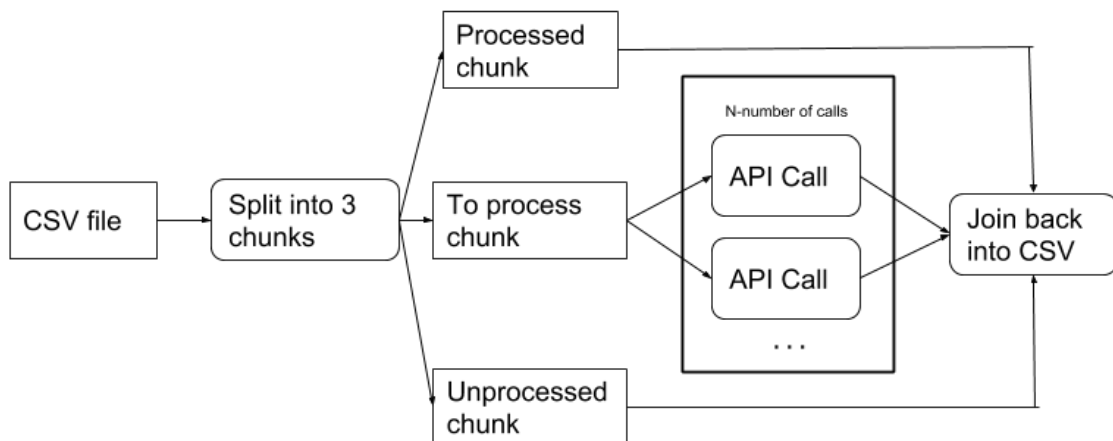 Processed
chunk
N-number of calls
API Call
CSV file
Split into 3
chunks
To process
chunk
Join back
into CSV
API Call
...
Unprocessed
chunk